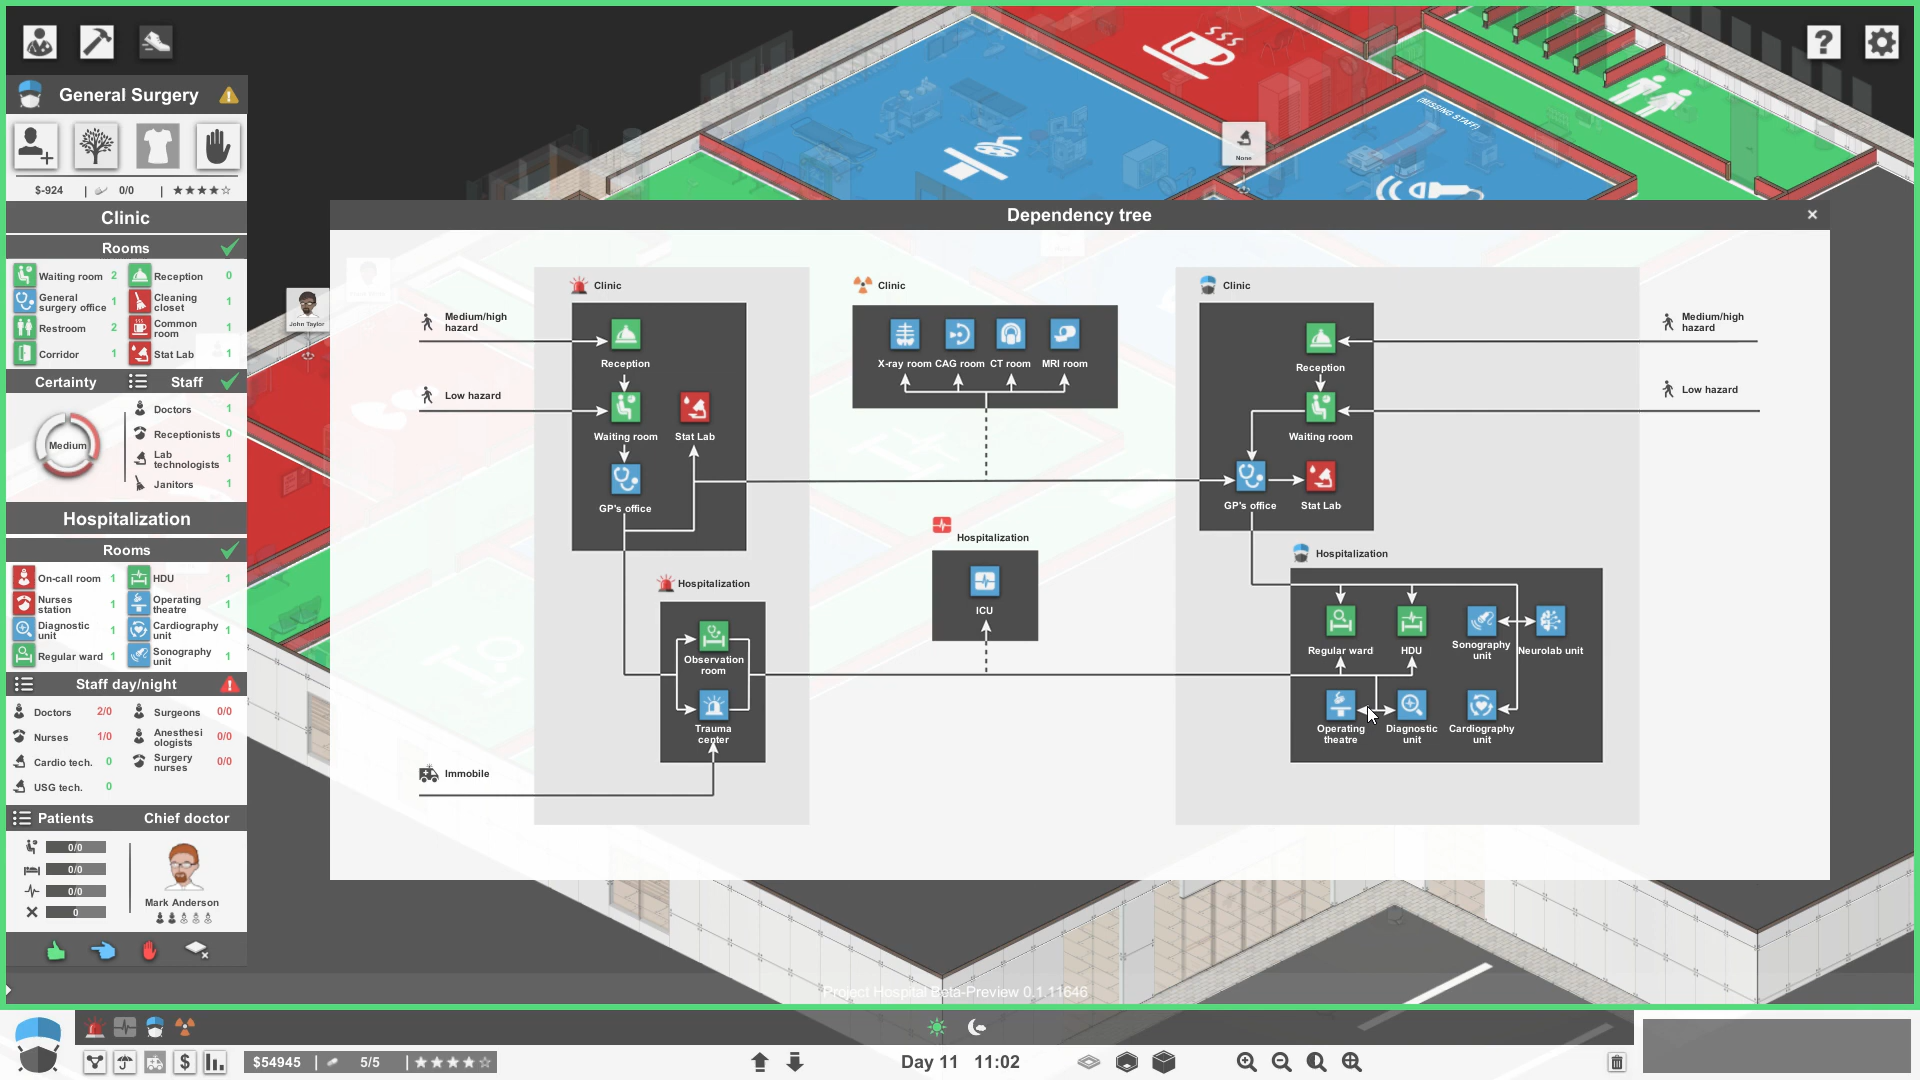 General Surgery
$-924 | 0/0 |
Clinic
Rooms
Waiting room 2
Reception 0
General surgery office 1
Cleaning closet 1
Restroom 2
Common room 1
Corridor 1
Stat Lab 1
Certainty
Staff
Medium
Doctors 1
Receptionists 0
Lab technologists 1
Janitors 1
Hospitalization
Rooms
On-call room 1
HDU 1
Nurses station 1
Operating theatre 1
Diagnostic unit 1
Cardiography unit 1
Regular ward 1
Sonography unit 1
Staff day/night
Doctors 2/0
Surgeons 0/0
Nurses 1/0
Anesthesi ologists 0/0
Cardio tech. 0
Surgery nurses 0/0
USG tech. 0
Patients
Chief doctor
0/0
0/0
0/0
0
Mark Anderson
John Taylor
None
(MISSING STAFF)
?
Dependency tree
×
Clinic
Medium/high
hazard
Reception
Low hazard
Waiting room
Stat Lab
GP's office
Hospitalization
Observation
room
Trauma
center
Immobile
Clinic
X-ray room
CAG room
CT room
MRI room
Hospitalization
ICU
Clinic
Medium/high
hazard
Reception
Low hazard
Waiting room
GP's office
Stat Lab
Hospitalization
Regular ward
HDU
Sonography
unit
Neurolab unit
Operating
theatre
Diagnostic
unit
Cardiography
unit
Project Hospital Beta-Preview 0.1.11646
$54945 | 5/5 |
Day 11 11:02